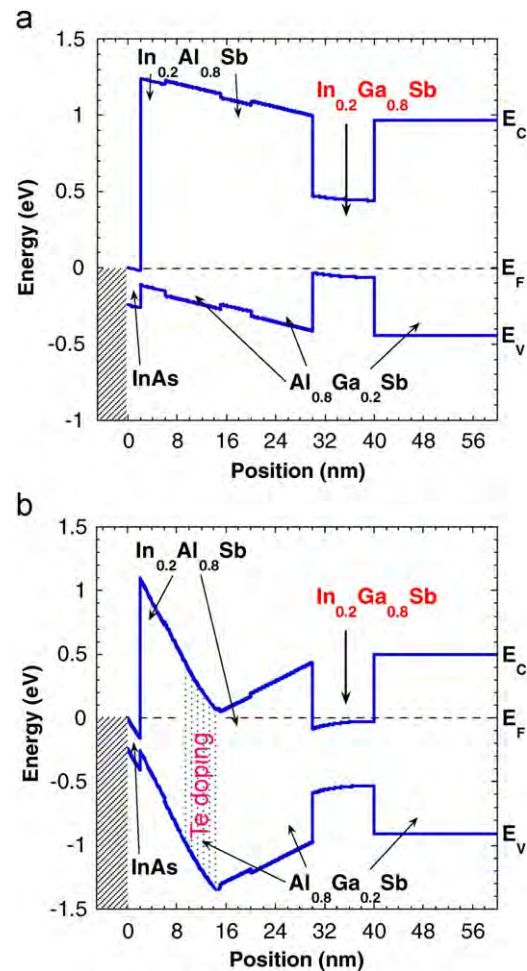 a
1.5
In0.2Al0.8Sb
In0.2Ga0.8Sb
1
EC
Energy (eV)
0.5
0
EF
-0.5
EV
InAs
Al0.8Ga0.2Sb
-1
0 8 16 24 32 40 48 56
Position (nm)
b
1.5
In0.2Al0.8Sb
1
In0.2Ga0.8Sb
0.5
EC
Energy (eV)
0
EF
Te doping
-0.5
EV
-1
InAs
Al0.8Ga0.2Sb
-1.5
0 8 16 24 32 40 48 56
Position (nm)